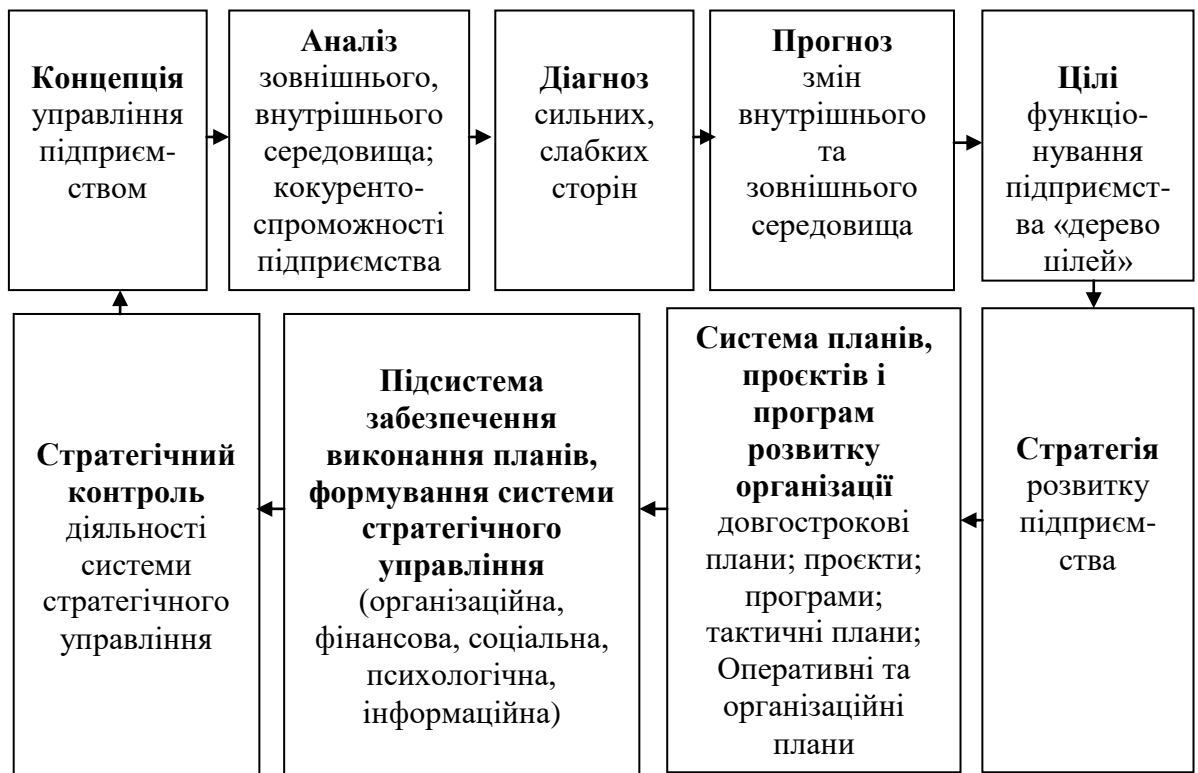 Концепція
управління
підприєм-
ством
Аналіз
зовнішнього,
внутрішнього
середовища;
кокуренто-
спроможності
підприємства
Діагноз
сильних,
слабких
сторін
Прогноз
змін
внутрішнього
та
зовнішнього
середовища
Цілі
функціо-
нування
підприємст-
ва «дерево
цілей»
Стратегічний
контроль
діяльності
системи
стратегічного
управління
Підсистема
забезпечення
виконання планів,
формування системи
стратегічного
управління
(організаційна,
фінансова, соціальна,
психологічна,
інформаційна)
Система планів,
проєктів і
програм
розвитку
організації
довгострокові
плани; проєкти;
програми;
тактичні плани;
Оперативні та
організаційні
плани
Стратегія
розвитку
підприєм-
ства